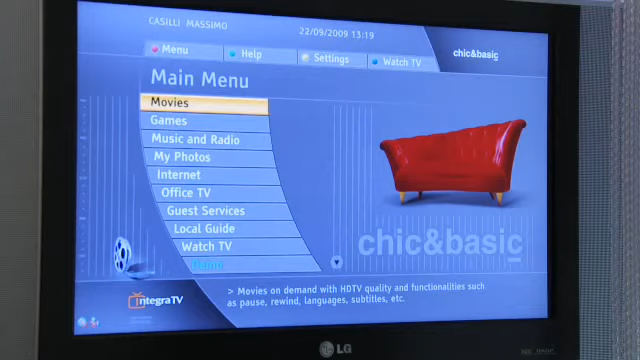 CASILLI MASSIMO
22/09/2009 13:19
Menu
Help
Settings
Watch TV
chic&basic
Main Menu
Movies
Games
Music and Radio
My Photos
Internet
Office TV
Guest Services
Local Guide
Watch TV
chic&basic
> Movies on demand with HDTV quality and functionalities such
as pause, rewind, languages, subtitles, etc.
integraTV
LG